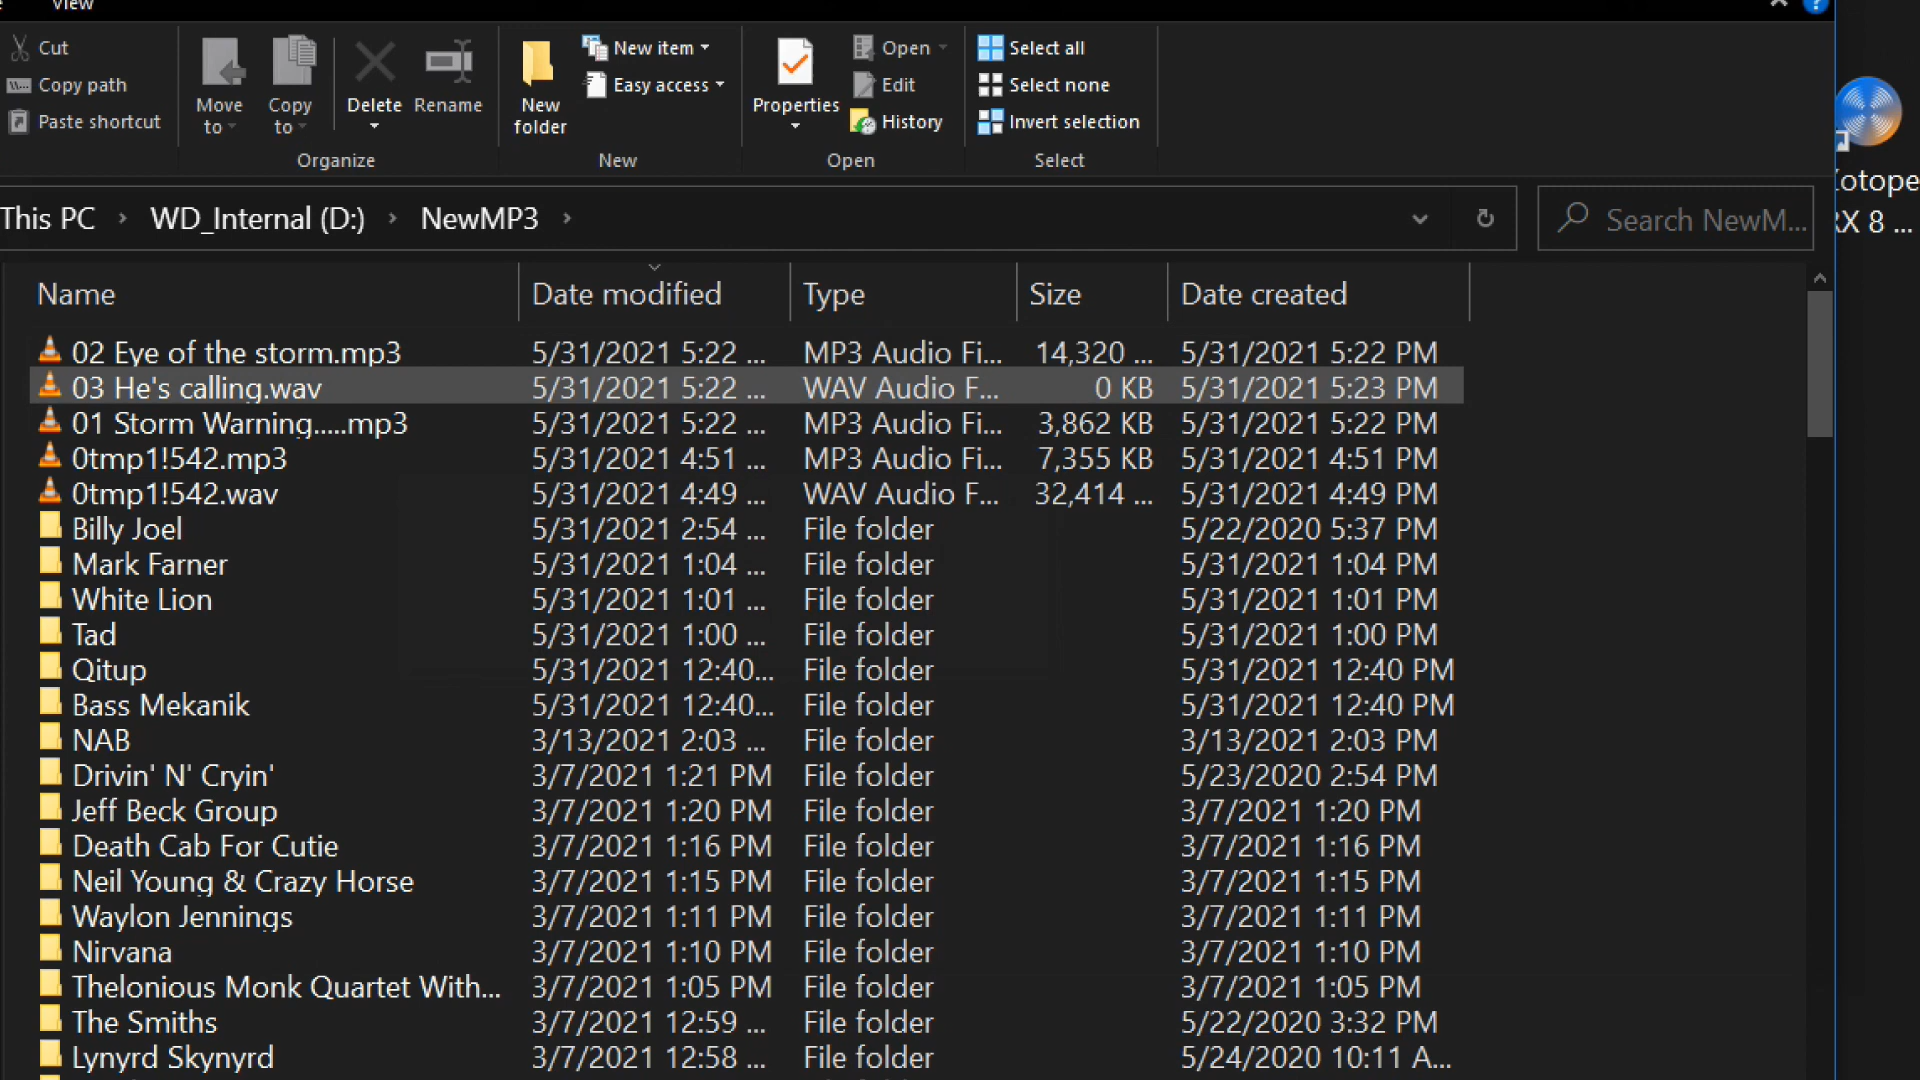 View
Cut
Copy path
Paste shortcut
Move to
Copy to
Delete
Rename
Organize
New folder
New item
Easy access
New
Properties
Open
Edit
History
Open
Select all
Select none
Invert selection
Select
This PC > WD_Internal (D:) > NewMP3 >
Search NewM...
RX 8 ...
Name Date modified Type Size Date created
02 Eye of the storm.mp3 5/31/2021 5:22 ... MP3 Audio Fi... 14,320 ... 5/31/2021 5:22 PM
03 He's calling.wav 5/31/2021 5:22 ... WAV Audio F... 0 KB 5/31/2021 5:23 PM
01 Storm Warning.....mp3 5/31/2021 5:22 ... MP3 Audio Fi... 3,862 KB 5/31/2021 5:22 PM
0tmp1!542.mp3 5/31/2021 4:51 ... MP3 Audio Fi... 7,355 KB 5/31/2021 4:51 PM
0tmp1!542.wav 5/31/2021 4:49 ... WAV Audio F... 32,414 ... 5/31/2021 4:49 PM
Billy Joel 5/31/2021 2:54 ... File folder 5/22/2020 5:37 PM
Mark Farner 5/31/2021 1:04 ... File folder 5/31/2021 1:04 PM
White Lion 5/31/2021 1:01 ... File folder 5/31/2021 1:01 PM
Tad 5/31/2021 1:00 ... File folder 5/31/2021 1:00 PM
Qitup 5/31/2021 12:40... File folder 5/31/2021 12:40 PM
Bass Mekanik 5/31/2021 12:40... File folder 5/31/2021 12:40 PM
NAB 3/13/2021 2:03 ... File folder 3/13/2021 2:03 PM
Drivin' N' Cryin' 3/7/2021 1:21 PM File folder 5/23/2020 2:54 PM
Jeff Beck Group 3/7/2021 1:20 PM File folder 3/7/2021 1:20 PM
Death Cab For Cutie 3/7/2021 1:16 PM File folder 3/7/2021 1:16 PM
Neil Young & Crazy Horse 3/7/2021 1:15 PM File folder 3/7/2021 1:15 PM
Waylon Jennings 3/7/2021 1:11 PM File folder 3/7/2021 1:11 PM
Nirvana 3/7/2021 1:10 PM File folder 3/7/2021 1:10 PM
Thelonious Monk Quartet With... 3/7/2021 1:05 PM File folder 3/7/2021 1:05 PM
The Smiths 3/7/2021 12:59 ... File folder 5/22/2020 3:32 PM
Lynyrd Skynyrd 3/7/2021 12:58 ... File folder 5/24/2020 10:11 A...